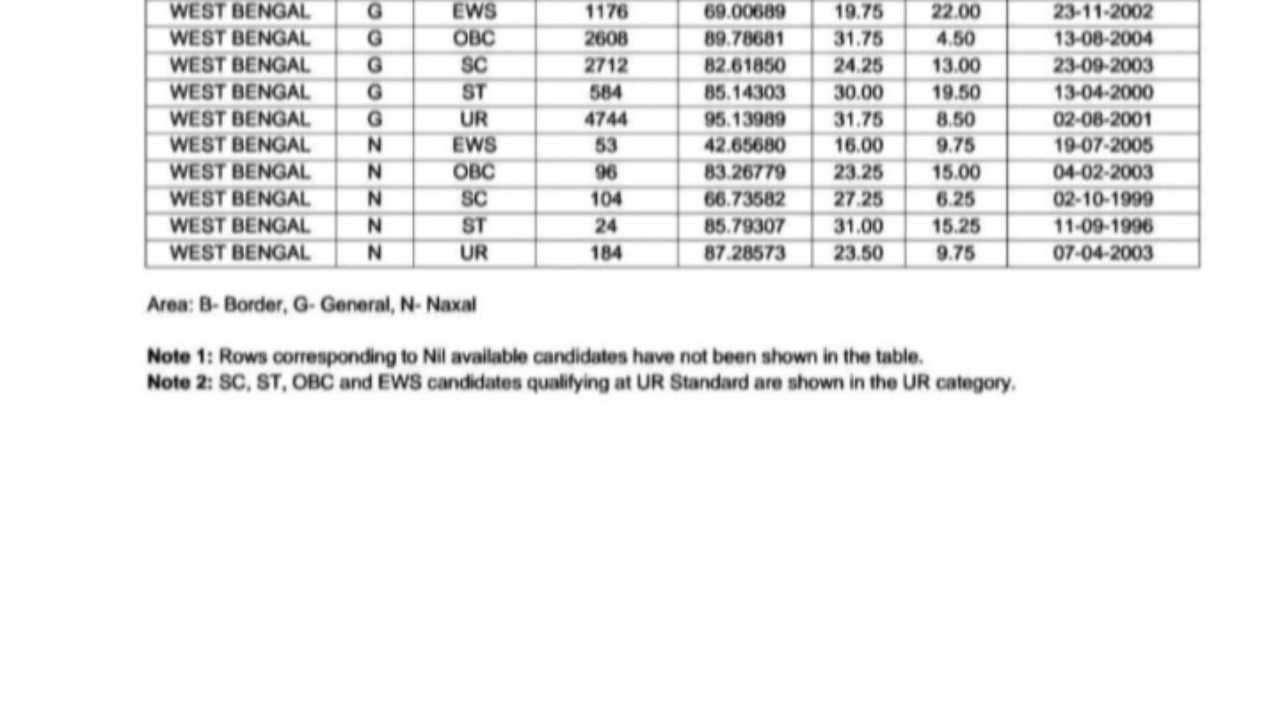 WEST BENGAL G EWS 1176 69.00689 19.75 22.00 23-11-2002
WEST BENGAL G OBC 2608 89.78681 31.75 4.50 13-08-2004
WEST BENGAL G SC 2712 82.61850 24.25 13.00 23-09-2003
WEST BENGAL G ST 584 85.14303 30.00 19.50 13-04-2000
WEST BENGAL G UR 4744 95.13989 31.75 8.50 02-08-2001
WEST BENGAL N EWS 53 42.65680 16.00 9.75 19-07-2005
WEST BENGAL N OBC 96 83.26779 23.25 15.00 04-02-2003
WEST BENGAL N SC 104 66.73582 27.25 6.25 02-10-1999
WEST BENGAL N ST 24 85.79307 31.00 15.25 11-09-1996
WEST BENGAL N UR 184 87.28573 23.50 9.75 07-04-2003
Area: B- Border, G- General, N- Naxal
Note 1: Rows corresponding to Nil available candidates have not been shown in the table.
Note 2: SC, ST, OBC and EWS candidates qualifying at UR Standard are shown in the UR category.